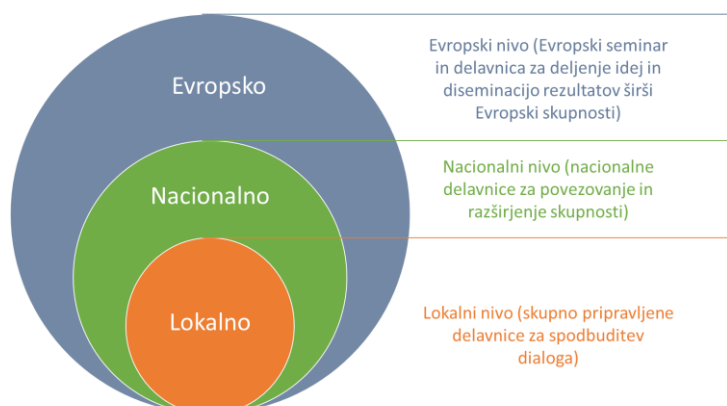 Evropsko
Evropski nivo (Evropski seminar
in delavnica za deljenje idej in
diseminacijo rezultatov širši
Evropski skupnosti)
Nacionalno
Nacionalni nivo (nacionalne
delavnice za povezovanje in
razširjenje skupnosti)
Lokalno
Lokalni nivo (skupno pripravljene
delavnice za spodbuditev
dialoga)